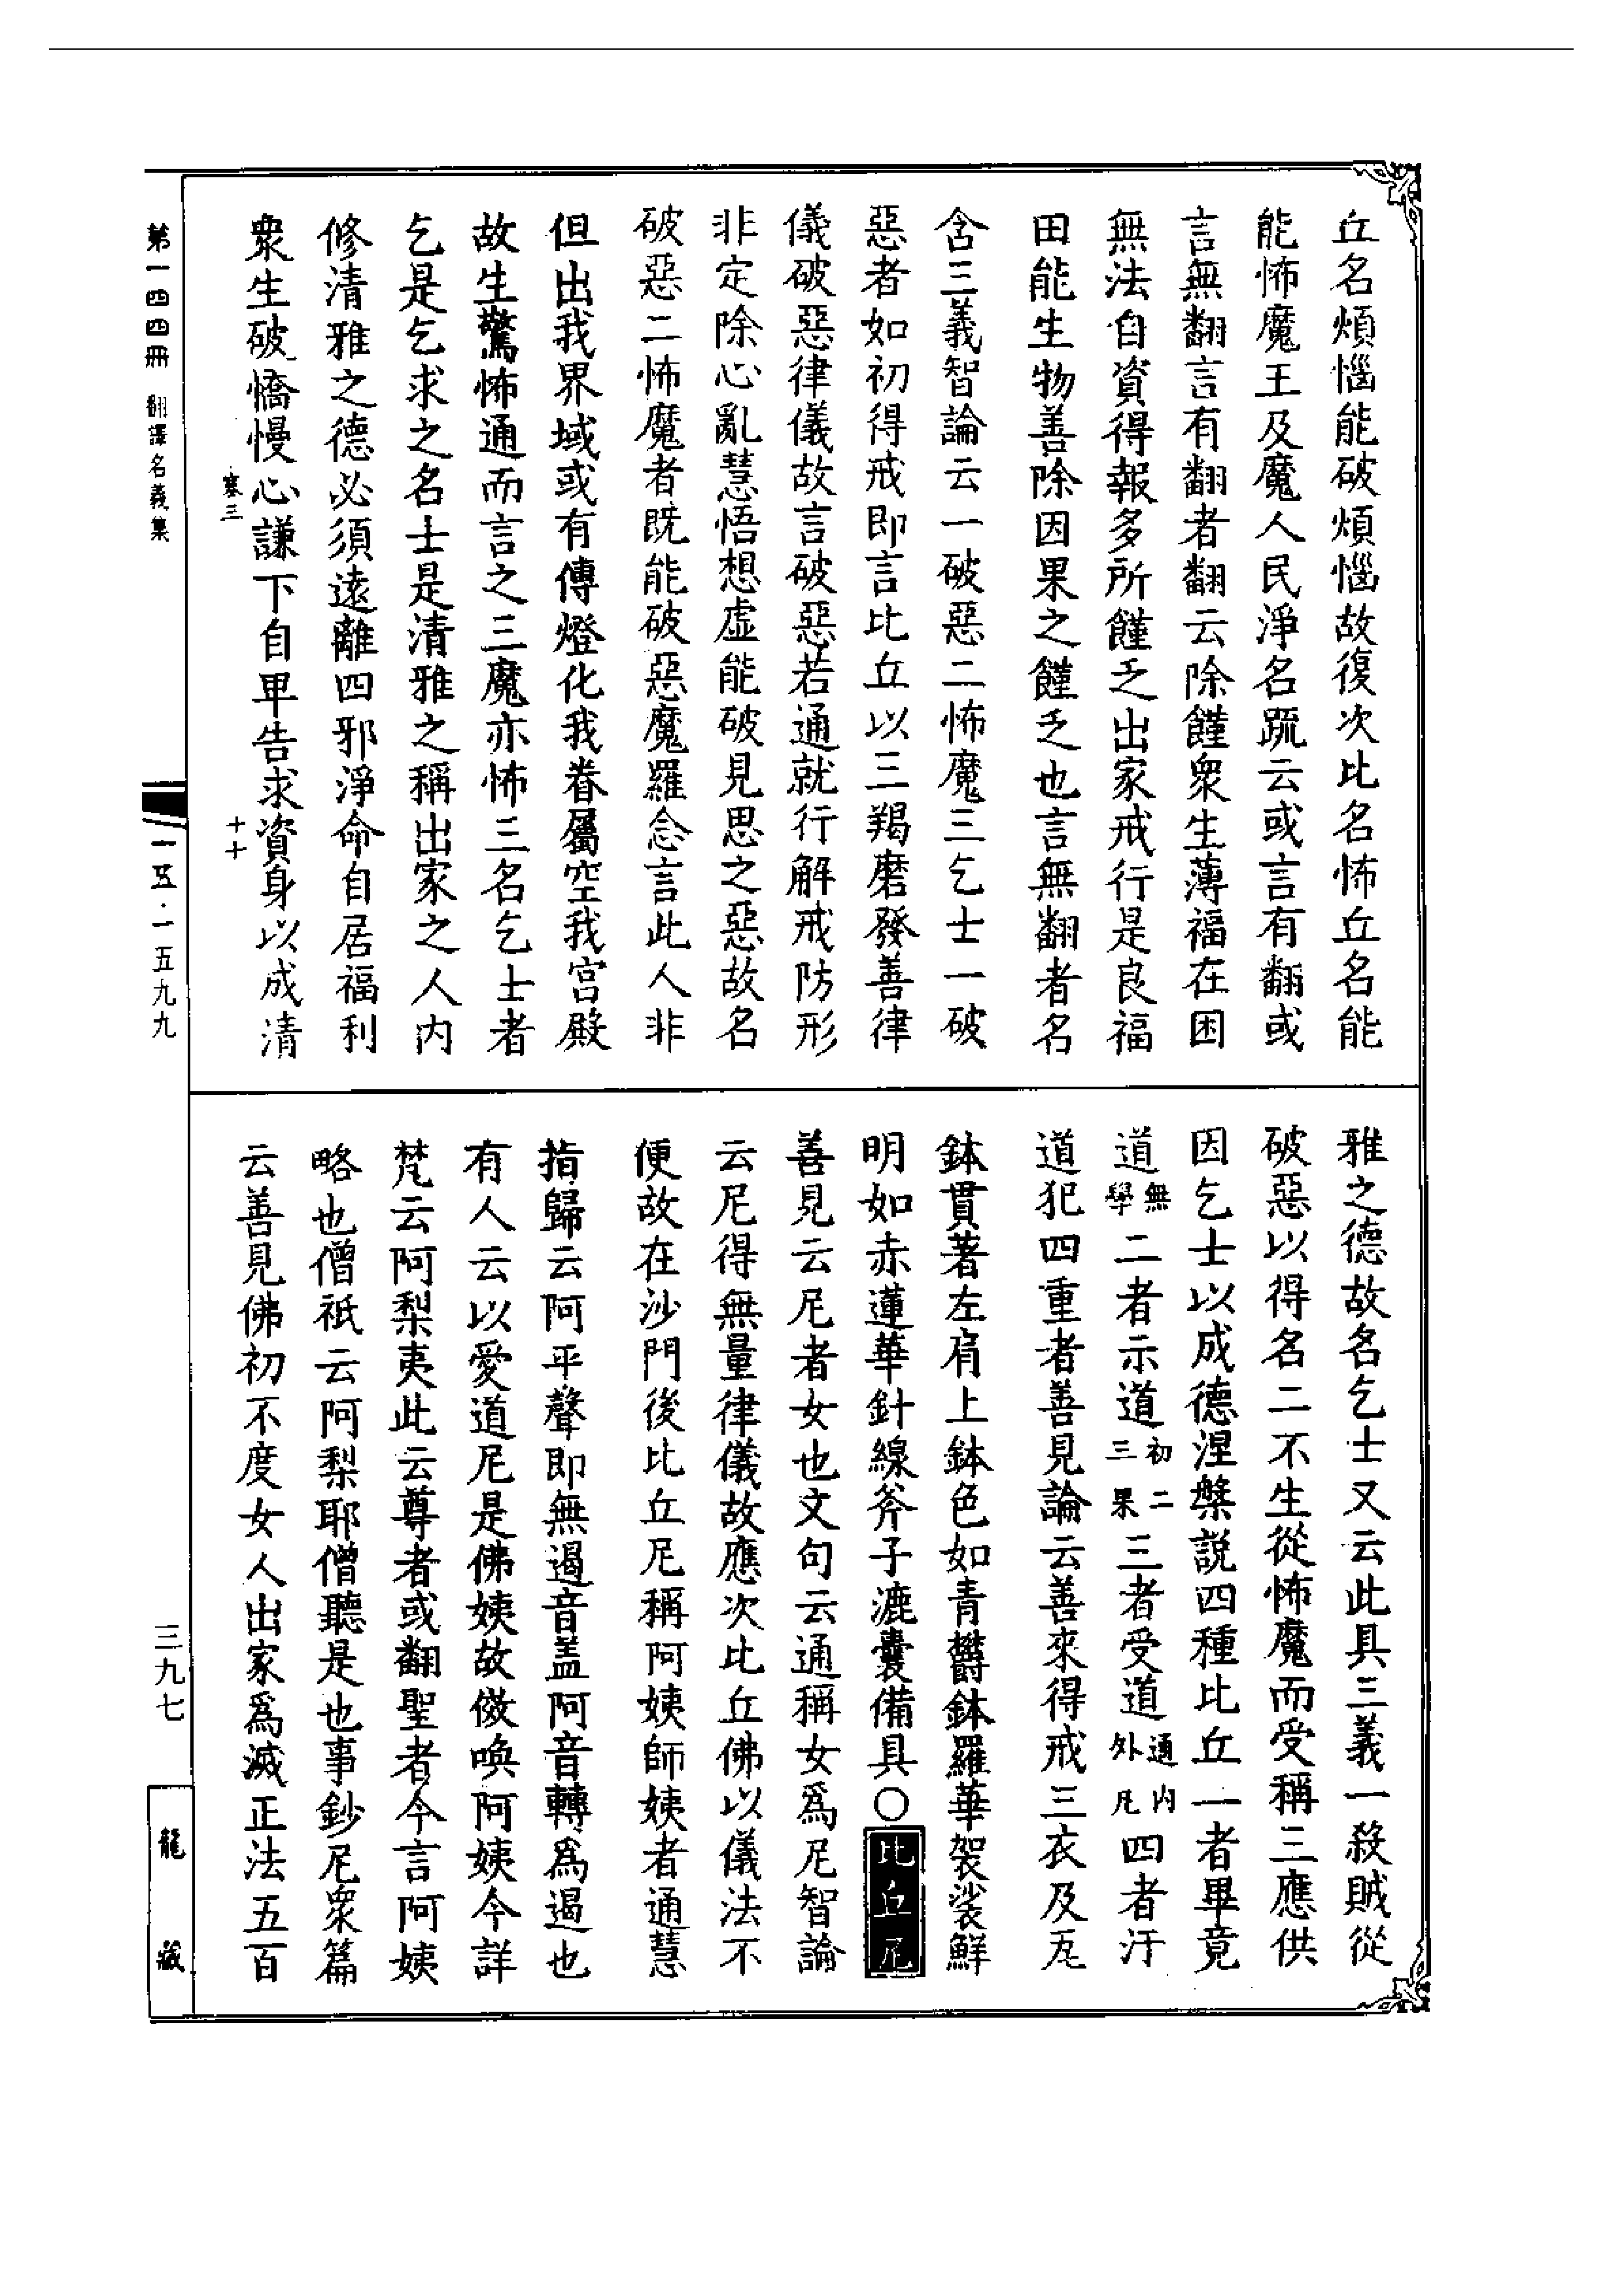 丘名煩惱能破煩惱故復次比名怖丘名能
能怖魔王及魔人民淨名䟽云或言有翻或
言無翻言有翻者翻云除饉衆生薄福在因
無法自資得報多所饉乏出家戒行是良福
田能生物善除因果之饉乏也言無翻者名
含三義智論云一破惡二怖魔三乞士一破
惡者如初得戒即言比丘以三羯磨發善律
儀破惡律儀故言破惡若通就行解戒防形
非定除心亂慧悟想虛能破見思之惡故名
破惡二怖魔者既能破惡魔羅念言此人非
但出我界域或有傳燈化我眷屬空我宮殿
故生驚怖通而言之三魔亦怖三名乞士者
乞是乞求之名士是清雅之稱出家之人內
修清雅之德必須遠離四邪淨命自居福利
衆生破憍慢心謙下自卑告求資身以成清
雅之德故名乞士又云此具三義一殺賊從
破惡以得名二不生從怖魔而受稱三應供
因乞士以成德涅槃說四種比丘一者畢竟
道無學二者示道初二三果三者受道通內外凡四者汙
道犯四重者善見論云善來得戒三衣及瓦
鉢貫著左肩上鉢色如青欝鉢羅華袈裟鮮
明如赤蓮華針線斧子漉囊備具○比丘尼
善見云尼者女也文句云通稱女爲尼智論
云尼得無量律儀故應次比丘佛以儀法不
便故在沙門後比丘尼稱阿姨師姨者通慧
指歸云阿平聲即無遏音盖阿音轉爲遏也
有人云以愛道尼是佛姨故倣喚阿姨今詳
梵云阿梨夷此云尊者或翻聖者今言阿姨
略也僧祇云阿梨耶僧聽是也事鈔尼衆篇
云善見佛初不度女人出家爲滅正法五百
第一四四冊 翻譯名義集
塞三
十十
一五·一五九九
三九七
龍藏